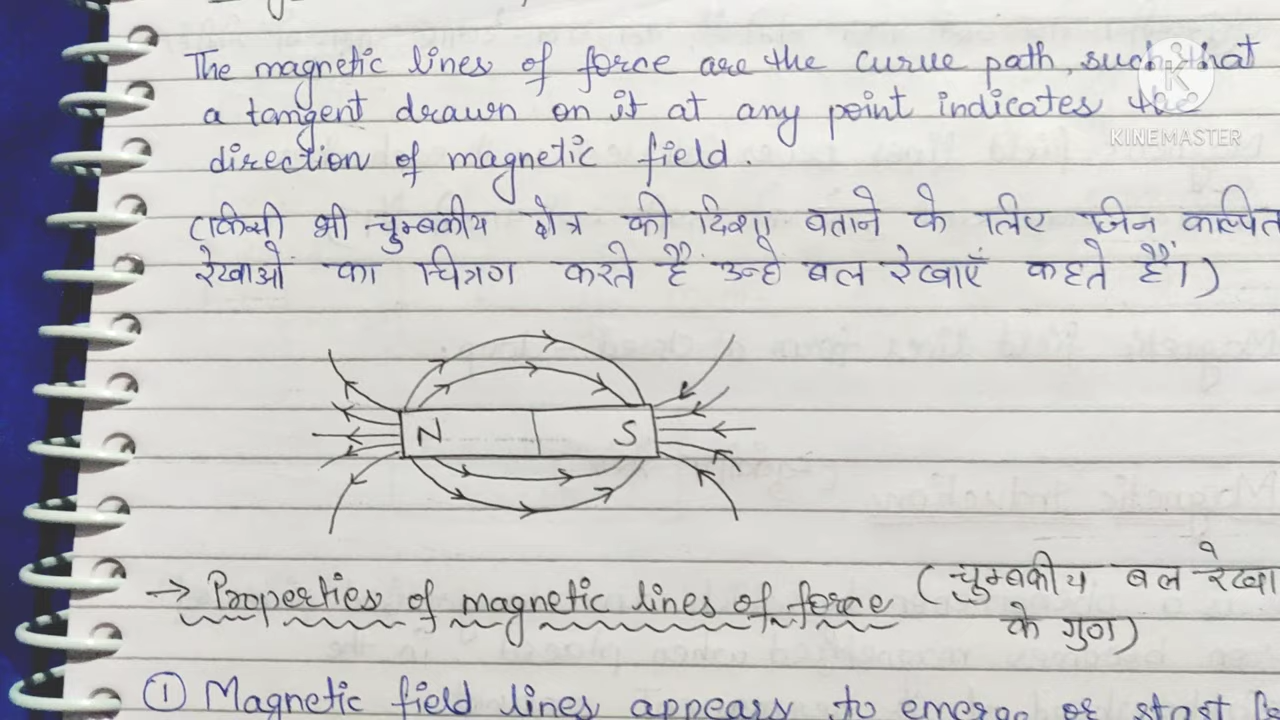 The magnetic lines of force are the curve path, such that
a tangent drawn on it at any point indicates the
direction of magnetic field.
(किसी भी चुम्बकीय क्षेत्र की दिशा बताने के लिए जिन काल्पित
रेखाओं का चित्रण करते हैं उन्हे बल रेखाएँ कहते हैं।)
K
KINEMASTER
N S
→ Properties of magnetic lines of force (चुम्बकीय बल रेखा
के गुण)
① Magnetic field lines appears to emerge or start